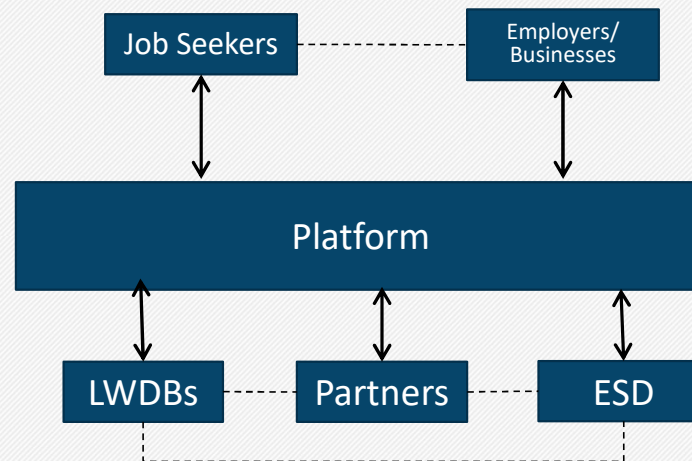 Job Seekers
Employers/
Businesses
Platform
LWDBs
Partners
ESD